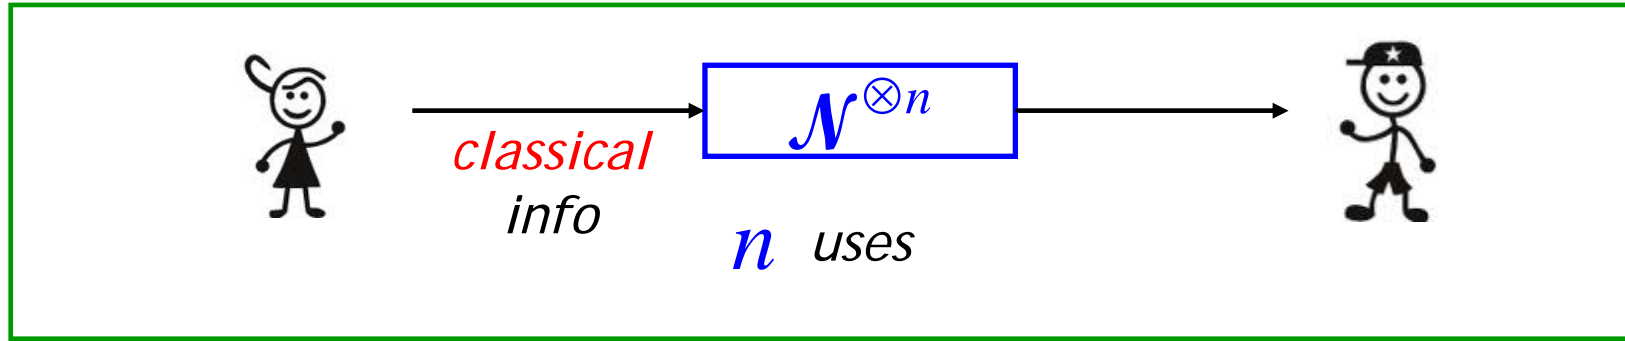 𝒩^{⊗n}
classical
info
n uses